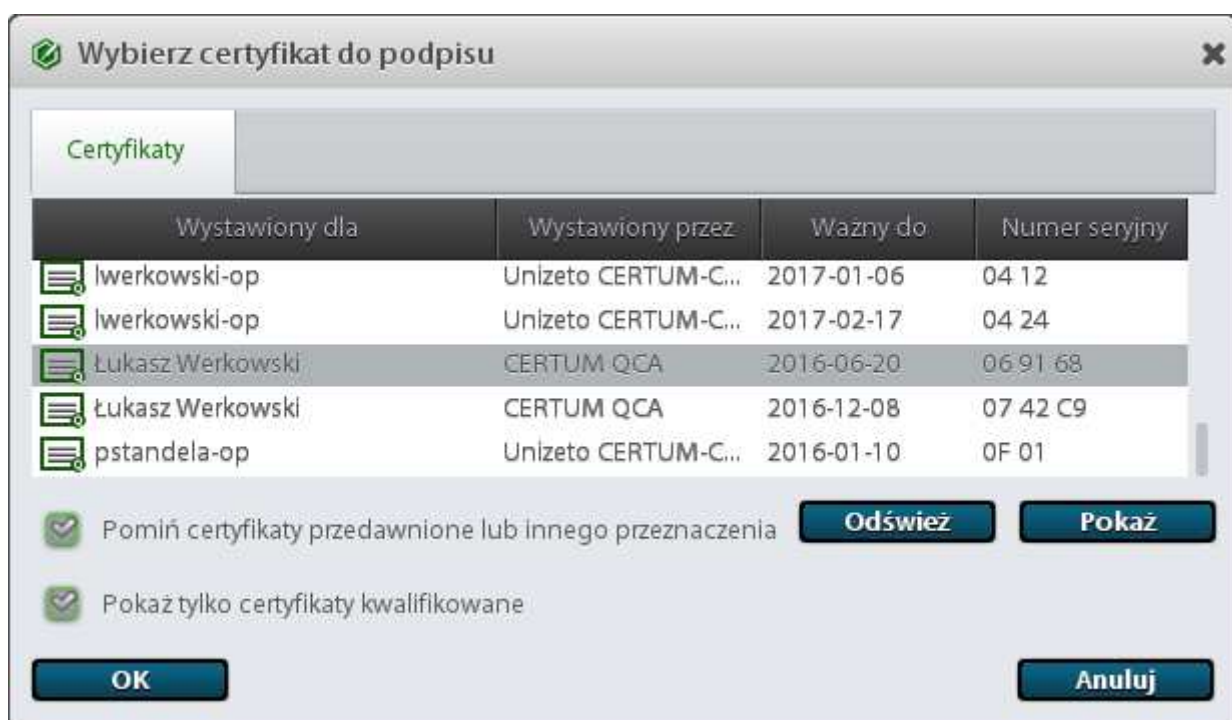 Wybierz certyfikat do podpisu
Certyfikaty
Wystawiony dla Wystawiony przez Ważny do Numer seryjny
lwerkowski-op Unizeto CERTUM-C... 2017-01-06 04 12
lwerkowski-op Unizeto CERTUM-C... 2017-02-17 04 24
Łukasz Werkowski CERTUM QCA 2016-06-20 06 91 68
Łukasz Werkowski CERTUM QCA 2016-12-08 07 42 C9
pstandela-op Unizeto CERTUM-C... 2016-01-10 0F 01
Pomiń certyfikaty przedawnione lub innego przeznaczenia Odśwież Pokaż
Pokaż tylko certyfikaty kwalifikowane
OK Anuluj